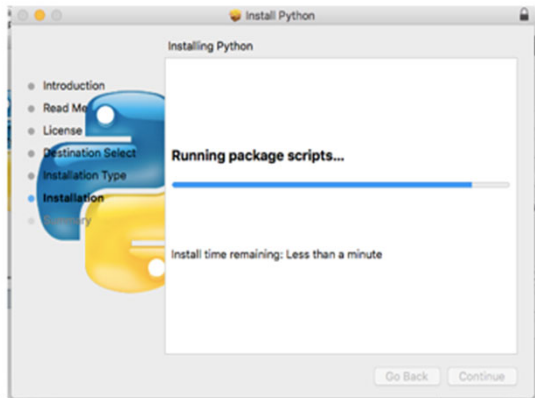 Install Python
Installing Python
Introduction
Read Me
License
Destination Select
Installation Type
Installation
Summary
Running package scripts...
Install time remaining: Less than a minute
Go Back
Continue